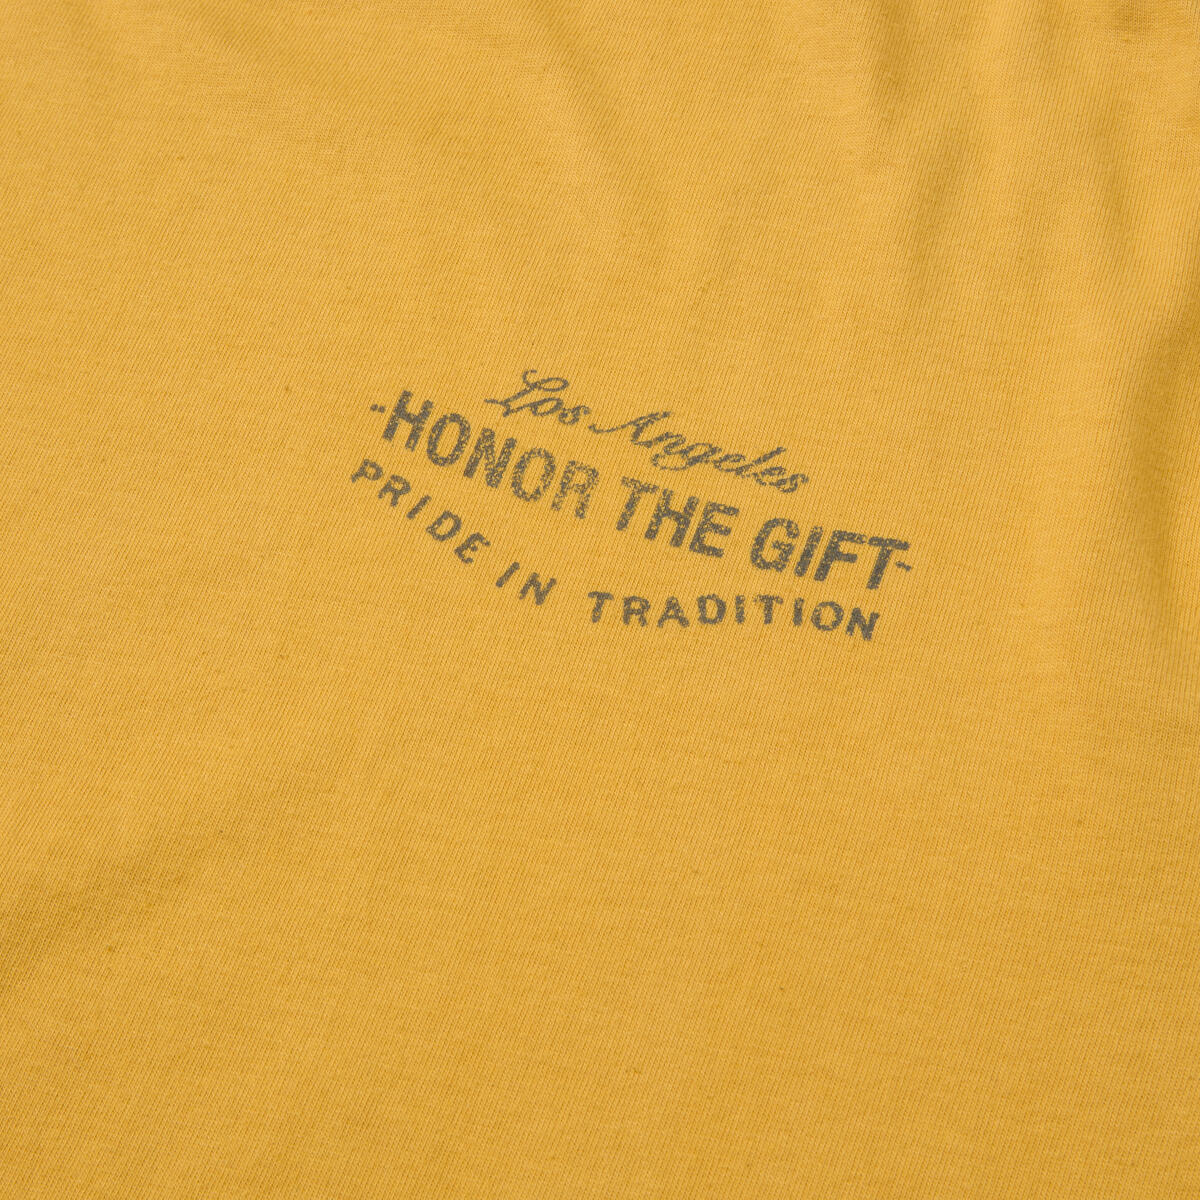 Los Angeles
-HONOR THE GIFT-
PRIDE IN TRADITION